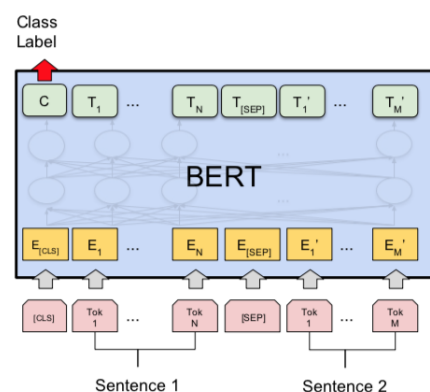 Class
Label
C T1 ... TN T[SEP] T1' ... TM'
...
BERT
...
E[CLS] E1 ... EN E[SEP] E1' ... EM'
[CLS] Tok 1 ... Tok N [SEP] Tok 1 ... Tok M
Sentence 1 Sentence 2